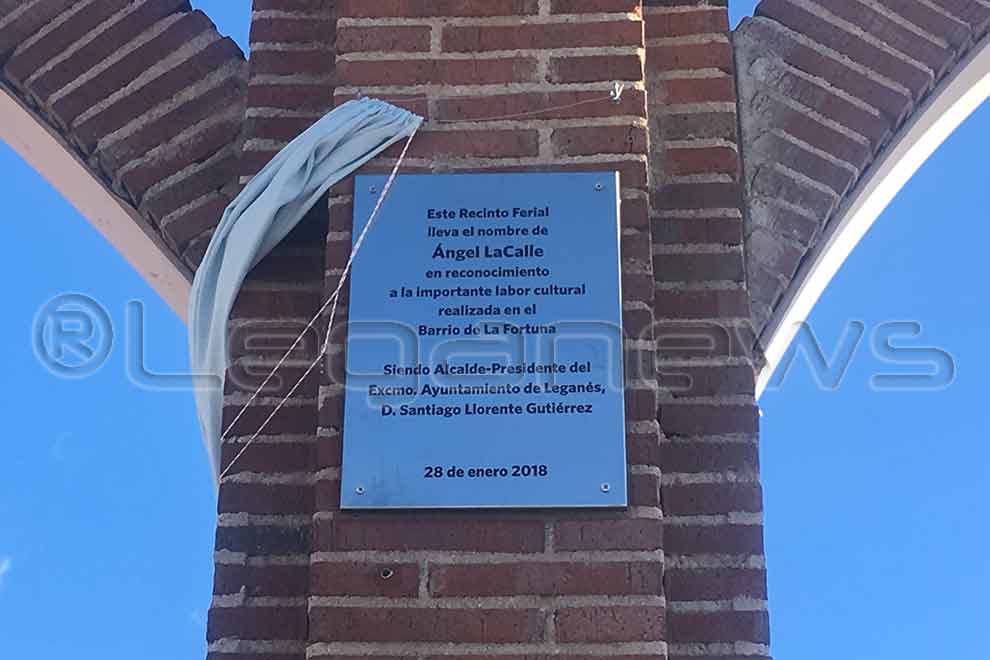 Este Recinto Ferial
lleva el nombre de
Ángel LaCalle
en reconocimiento
a la importante labor cultural
realizada en el
Barrio de La Fortuna
Siendo Alcalde-Presidente del
Excmo. Ayuntamiento de Leganés,
D. Santiago Llorente Gutiérrez
28 de enero 2018
®Leganews_